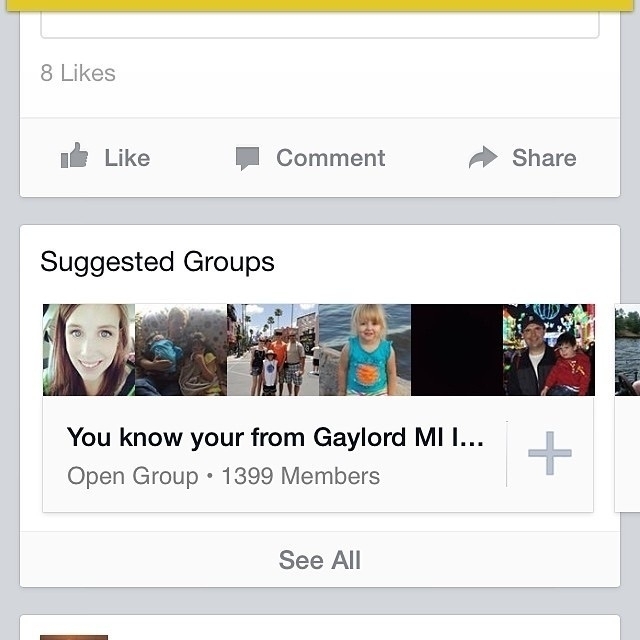 8 Likes
Like
Comment
Share
Suggested Groups
You know your from Gaylord MI I...
Open Group • 1399 Members
See All